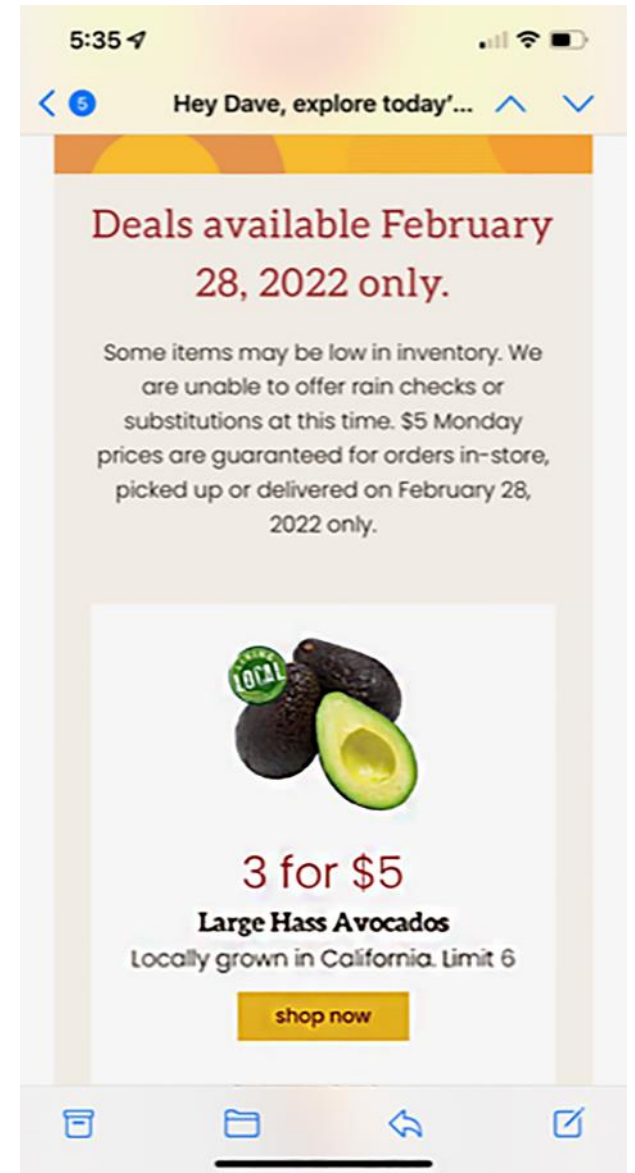 5:35
5
Hey Dave, explore today'...
Deals available February
28, 2022 only.
Some items may be low in inventory. We
are unable to offer rain checks or
substitutions at this time. $5 Monday
prices are guaranteed for orders in-store,
picked up or delivered on February 28,
2022 only.
LOCAL
3 for $5
Large Hass Avocados
Locally grown in California. Limit 6
shop now